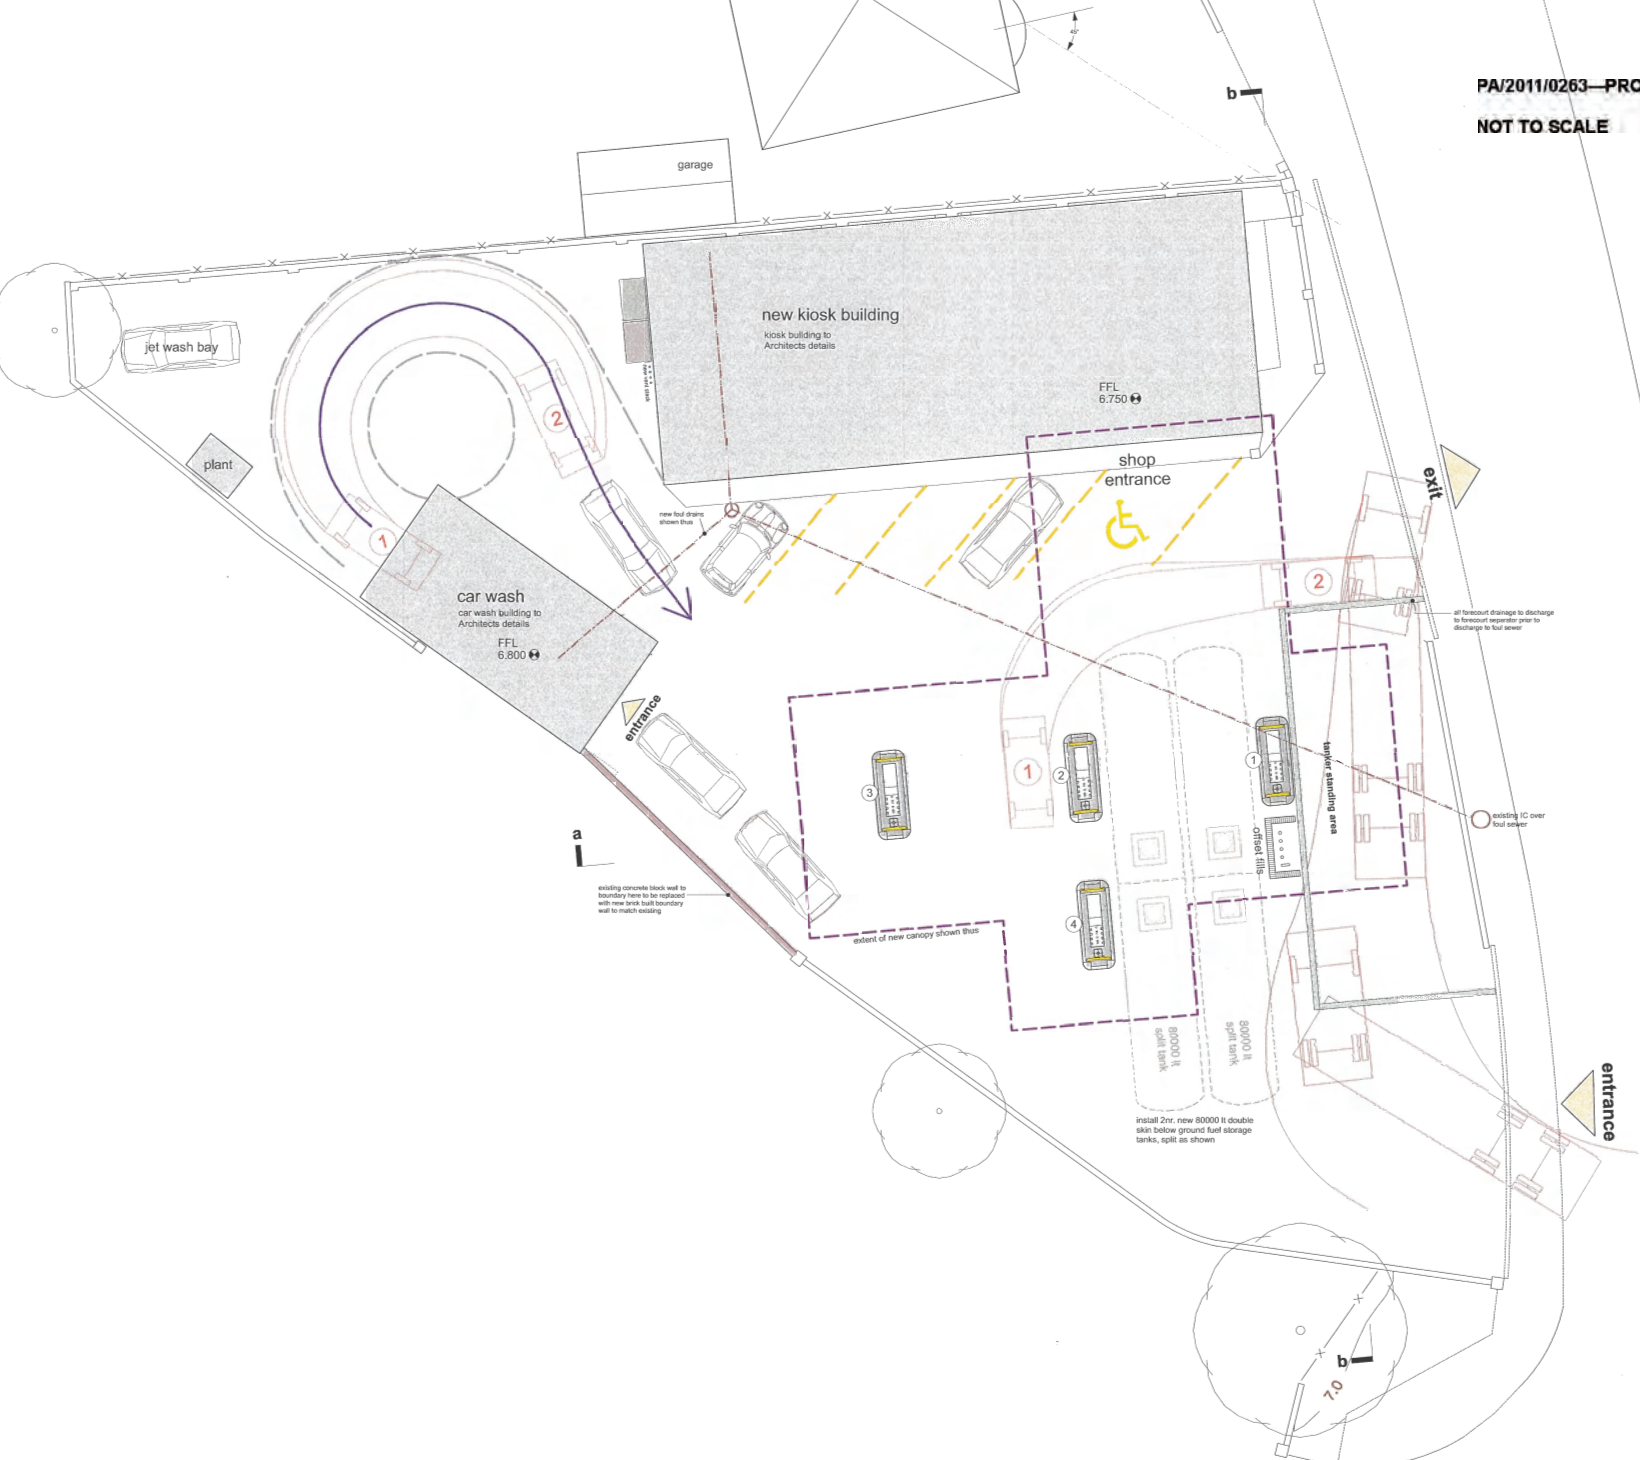 PA/2011/0263—PRO
NOT TO SCALE
45°
b
garage
new kiosk building
kiosk building to
Architects details
jet wash bay
new vent stack
FFL
6.750
2
plant
shop
entrance
exit
new foul drains
shown thus
1
2
car wash
car wash building to
Architects details
FFL
6.800
all forecourt drainage to discharge
to forecourt separator prior to
discharge to foul sewer
entrance
1
2
3
1
tanker standing area
existing IC over
foul sewer
a
offset fills
existing concrete block wall to
boundary here to be replaced
with new brick built boundary
wall to match existing
4
extent of new canopy shown thus
80000 lt
split tank
80000 lt
split tank
entrance
install 2nr. new 80000 lt double
skin below ground fuel storage
tanks, split as shown
b
7.0